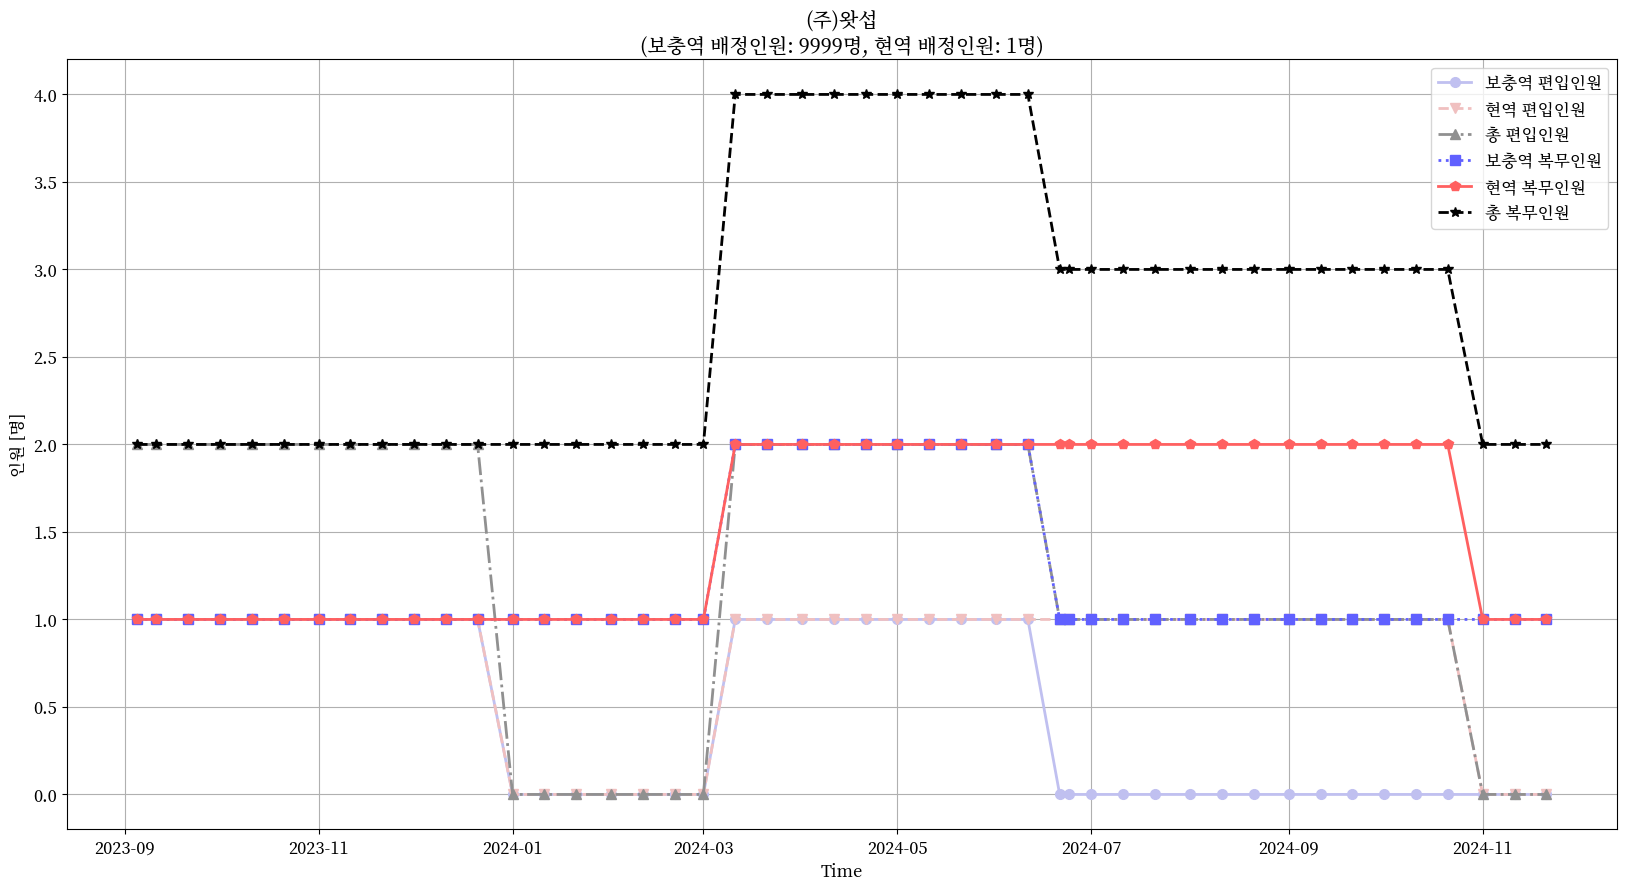 (주)왓섭
(보충역 배정인원: 9999명, 현역 배정인원: 1명)
인원 [명]
4.0
3.5
3.0
2.5
2.0
1.5
1.0
0.5
0.0
보충역 편입인원
현역 편입인원
총 편입인원
보충역 복무인원
현역 복무인원
총 복무인원
2023-09 2023-11 2024-01 2024-03 2024-05 2024-07 2024-09 2024-11
Time